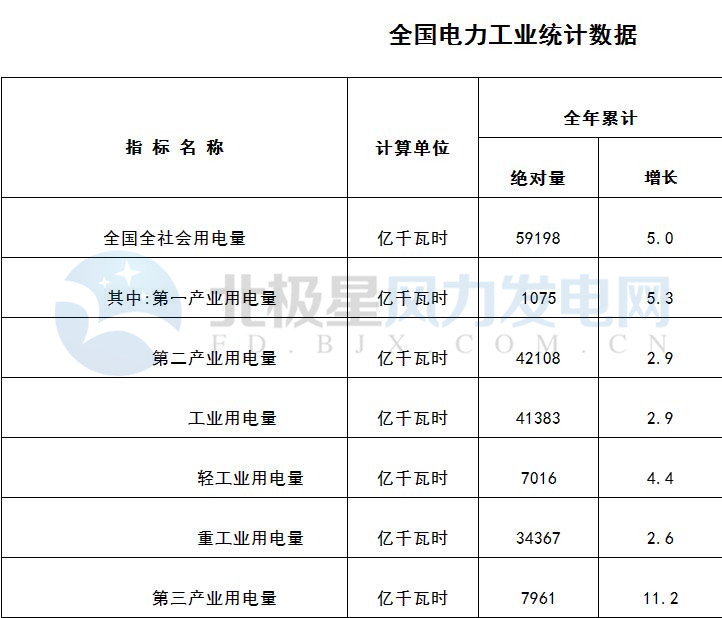 全国电力工业统计数据
指 标 名 称 计算单位 全年累计
绝对量 增长
全国全社会用电量 亿千瓦时 59198 5.0
其中:第一产业用电量 亿千瓦时 1075 5.3
第二产业用电量 亿千瓦时 42108 2.9
工业用电量 亿千瓦时 41383 2.9
轻工业用电量 亿千瓦时 7016 4.4
重工业用电量 亿千瓦时 34367 2.6
第三产业用电量 亿千瓦时 7961 11.2
北极星风力发电网
FD.BJX.COM.CN